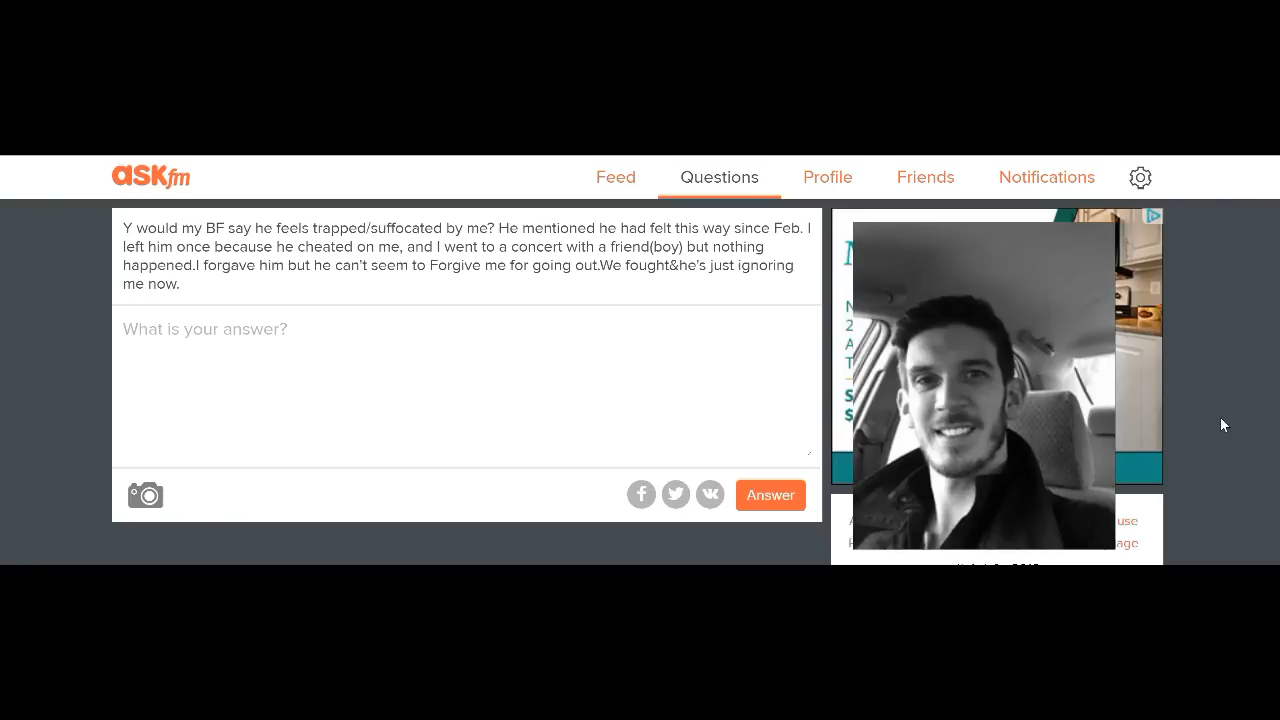 askfm
Feed Questions Profile Friends Notifications
Y would my BF say he feels trapped/suffocated by me? He mentioned he had felt this way since Feb. I
left him once because he cheated on me, and I went to a concert with a friend(boy) but nothing
happened.I forgave him but he can't seem to Forgive me for going out.We fought&he's just ignoring
me now.
What is your answer?
Answer
N
2
A
T
$
$
use
age